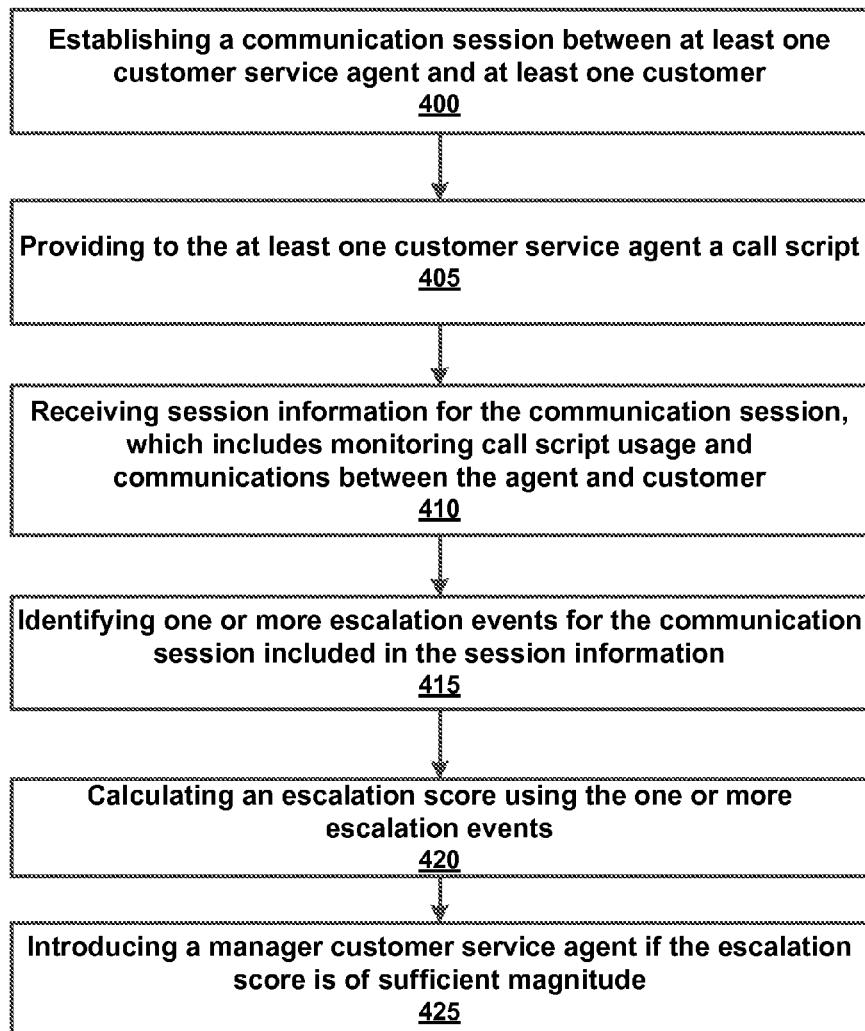 Establishing a communication session between at least one
customer service agent and at least one customer
400
Providing to the at least one customer service agent a call script
405
Receiving session information for the communication session,
which includes monitoring call script usage and
communications between the agent and customer
410
Identifying one or more escalation events for the communication
session included in the session information
415
Calculating an escalation score using the one or more
escalation events
420
Introducing a manager customer service agent if the escalation
score is of sufficient magnitude
425